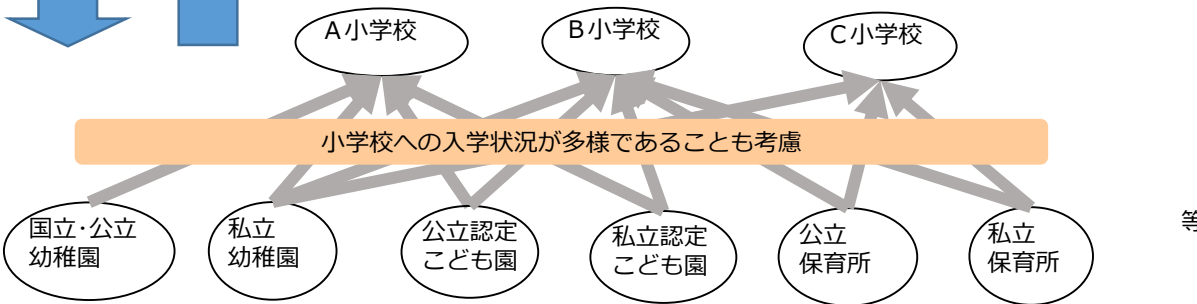 A小学校
B小学校
C小学校
小学校への入学状況が多様であることも考慮
国立･公立
幼稚園
私立
幼稚園
公立認定
こども園
私立認定
こども園
公立
保育所
私立
保育所
等